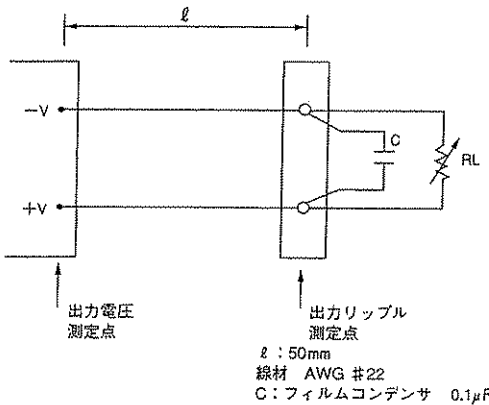 ℓ
−V
C
RL
+V
出力電圧
測定点
出力リップル
測定点
ℓ：50mm
線材 AWG #22
C：フィルムコンデンサ 0.1μF